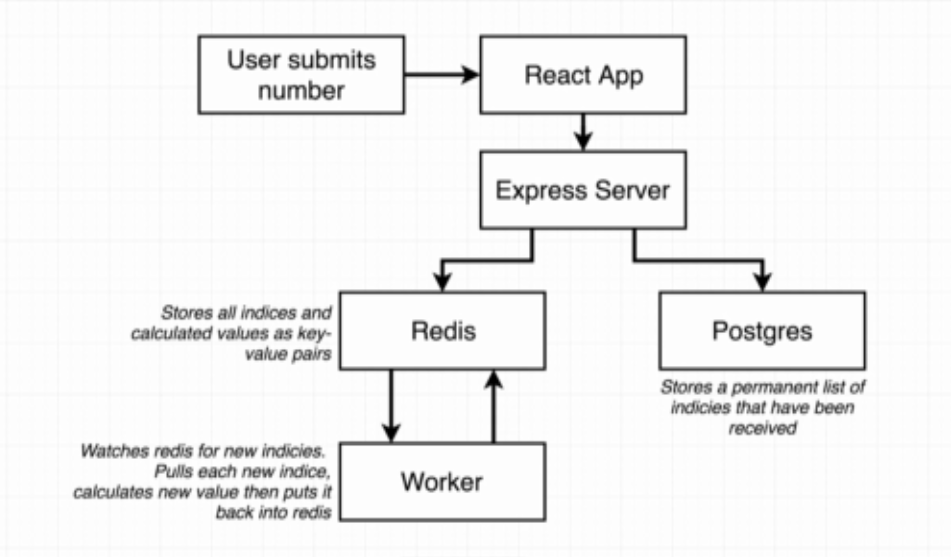 User submits
number
React App
Express Server
Stores all indices and
calculated values as key-
value pairs
Redis
Postgres
Stores a permanent list of
indicies that have been
received
Watches redis for new indicies.
Pulls each new indice,
calculates new value then puts it
back into redis
Worker